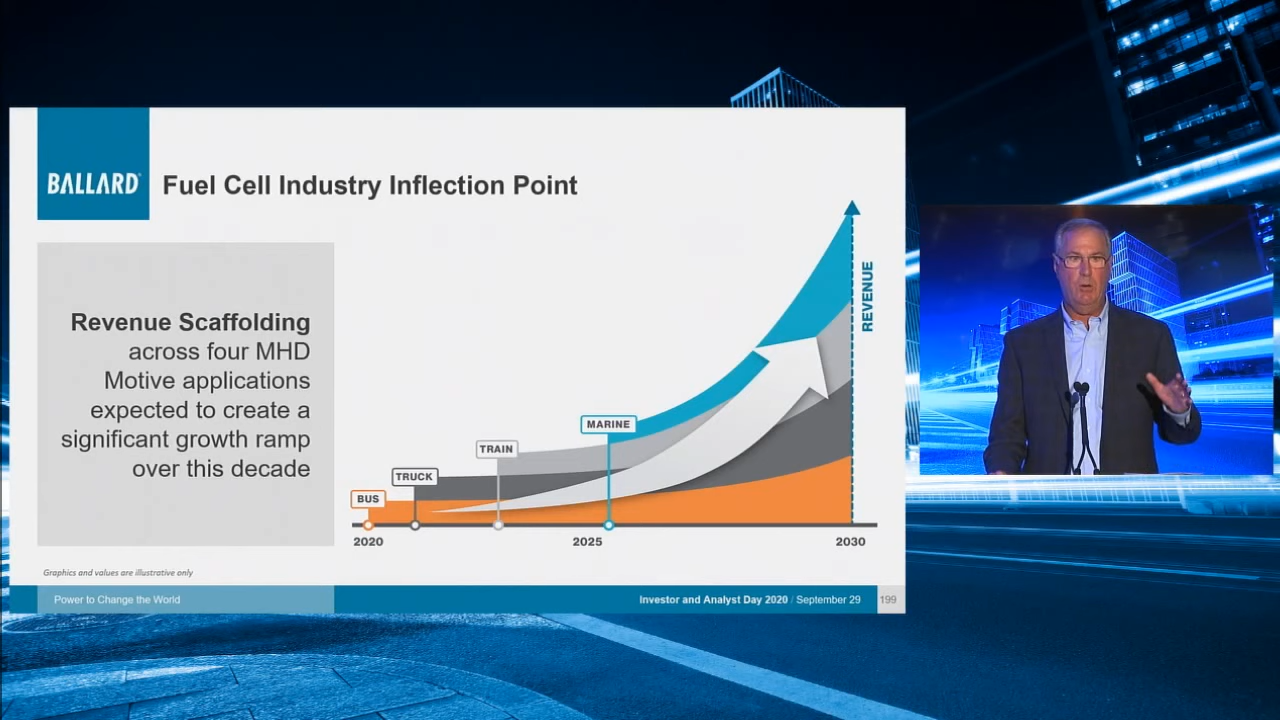 BALLARD
Fuel Cell Industry Inflection Point
Revenue Scaffolding
across four MHD
Motive applications
expected to create a
significant growth ramp
over this decade
REVENUE
MARINE
TRAIN
TRUCK
BUS
2020
2025
2030
Graphics and values are illustrative only
Power to Change the World
Investor and Analyst Day 2020 / September 29
199